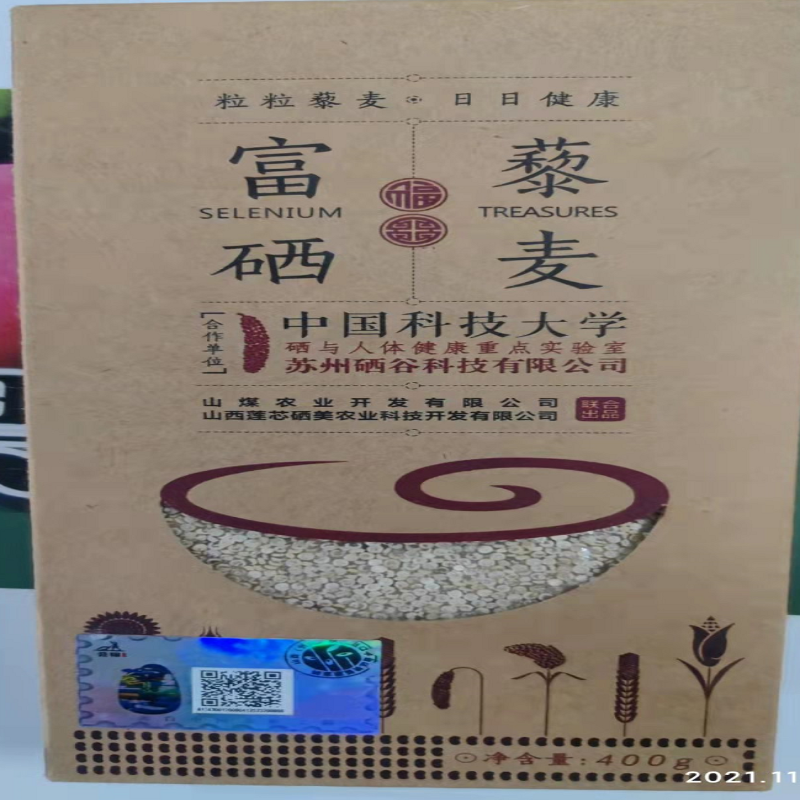 粒粒藜麦 日日健康
富 藜
SELENIUM 福 TREASURES
硒 麦
合作单位
中国科技大学
硒与人体健康重点实验室
苏州硒谷科技有限公司
山煤农业开发有限公司
山西莲芯硒美农业科技开发有限公司
联合出品
净含量:400g
2021.11